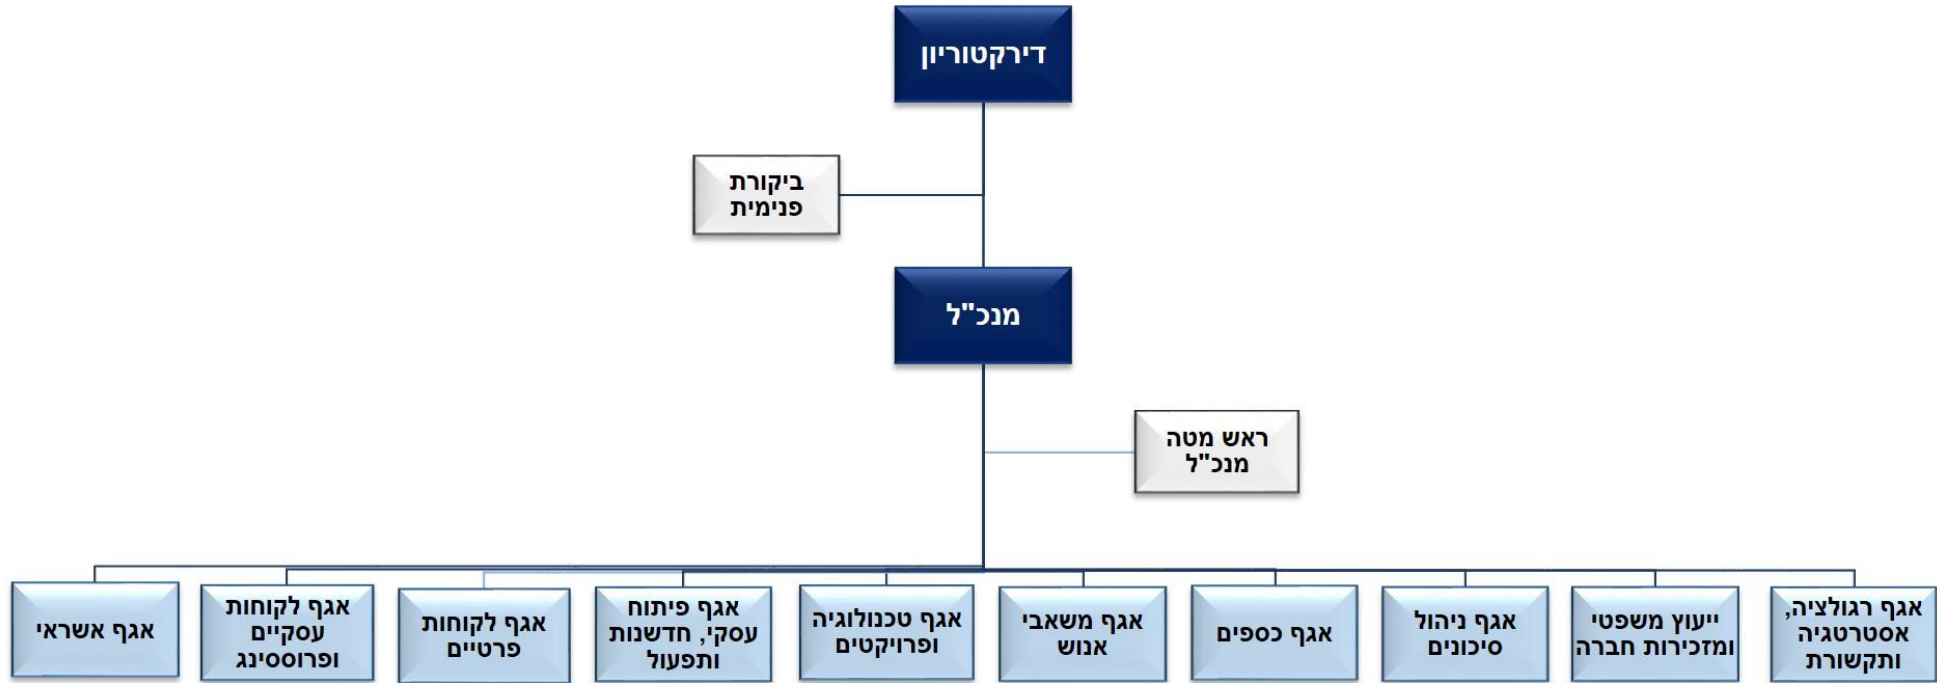 דירקטוריון
ביקורת
פנימית
מנכ"ל
ראש מטה
מנכ"ל
אגף רגולציה,
אסטרטגיה
ותקשורת
ייעוץ משפטי
ומזכירות חברה
אגף ניהול
סיכונים
אגף כספים
אגף משאבי
אנוש
אגף טכנולוגיה
ופרויקטים
אגף פיתוח
עסקי, חדשנות
ותפעול
אגף לקוחות
פרטיים
אגף לקוחות
עסקיים
ופרוססינג
אגף אשראי